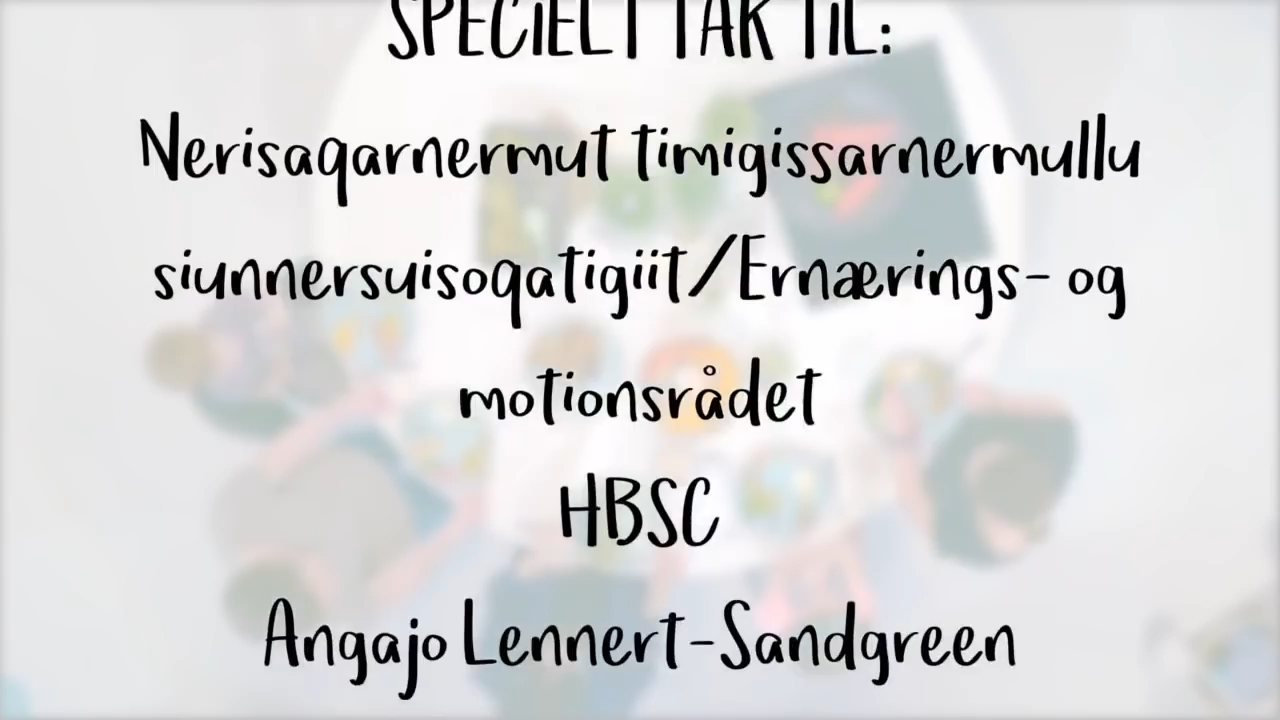 SPECIELT TAK TIL:
Nerisaqarnermut timigissarnermullu
siunnersuisoqatigiit/Ernærings- og
motionsrådet
HBSC
Angajo Lennert-Sandgreen